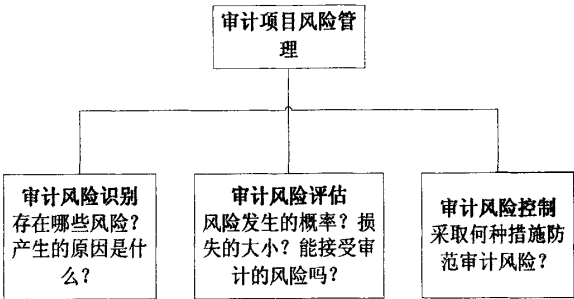 审计项目风险管
理
审计风险识别
存在哪些风险？
产生的原因是什
么？
审计风险评估
风险发生的概率？损
失的大小？能接受审
计的风险吗？
审计风险控制
采取何种措施防
范审计风险？